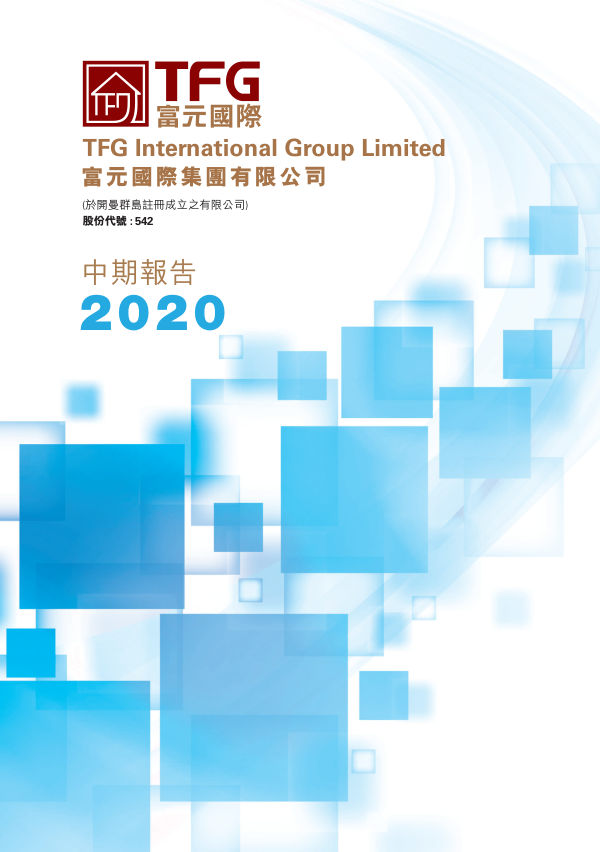 TFD
TFG
富元國際
TFG International Group Limited
富元國際集團有限公司
(於開曼群島註冊成立之有限公司)
股份代號 : 542
中期報告
2020